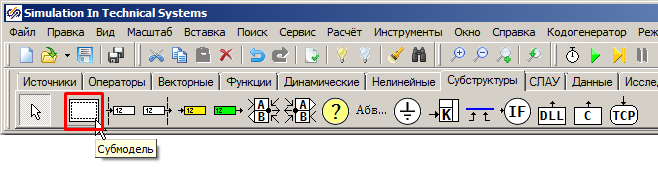 Simulation In Technical Systems
Файл Правка Вид Масштаб Вставка Поиск Сервис Расчёт Инструменты Окно Справка Кодогенератор Реж
Источники Операторы Векторные Функции Динамические Нелинейные Субструктуры СПАУ Данные Исслед
12 12 12 12 A B A B ? Абв... K IF DLL C TCP
Субмодель